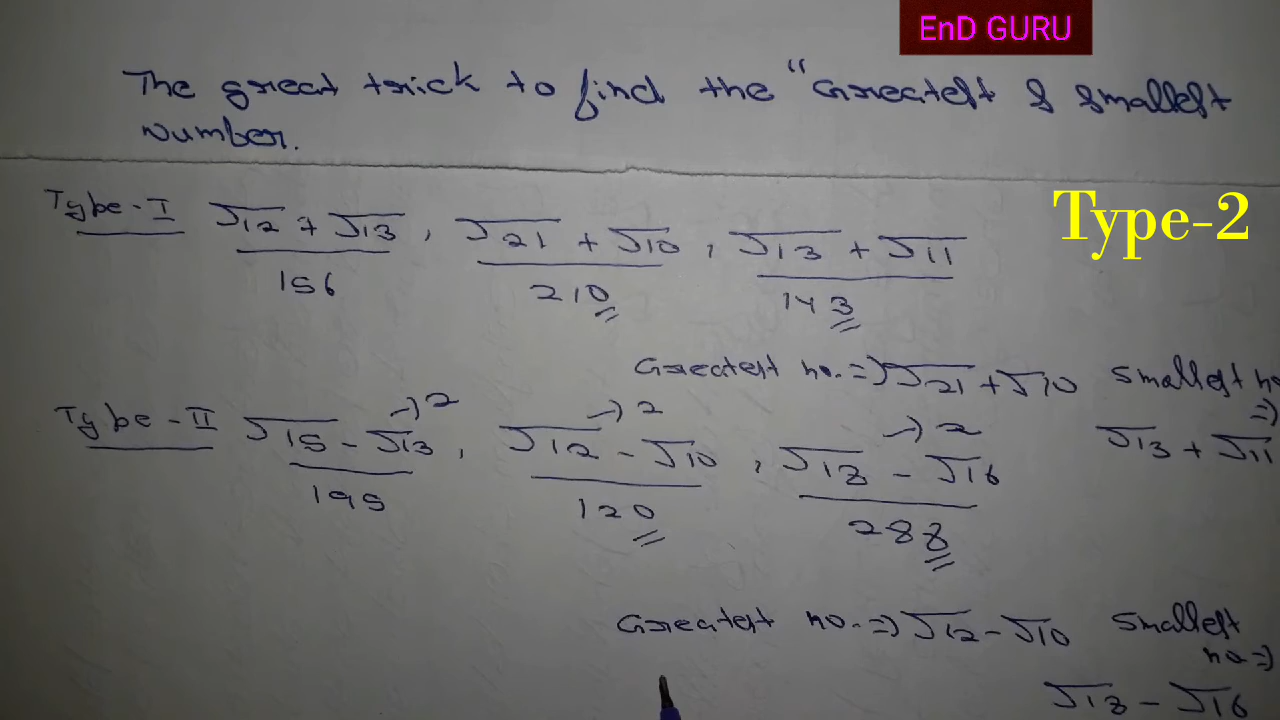 EnD GURU
The great trick to find the "Greatest & smallest
number.
Type-2
Type-I √12 + √13, √21 + √10, √13 + √11
156 210 143
Greatest no. => √21 + √10 Smallest no
=>
√13 + √11
→2 →2 →2
Type-II √15 - √13, √12 - √10, √18 - √16
195 120 288
Greatest no. => √12 - √10 Smallest
no =>
√18 - √16